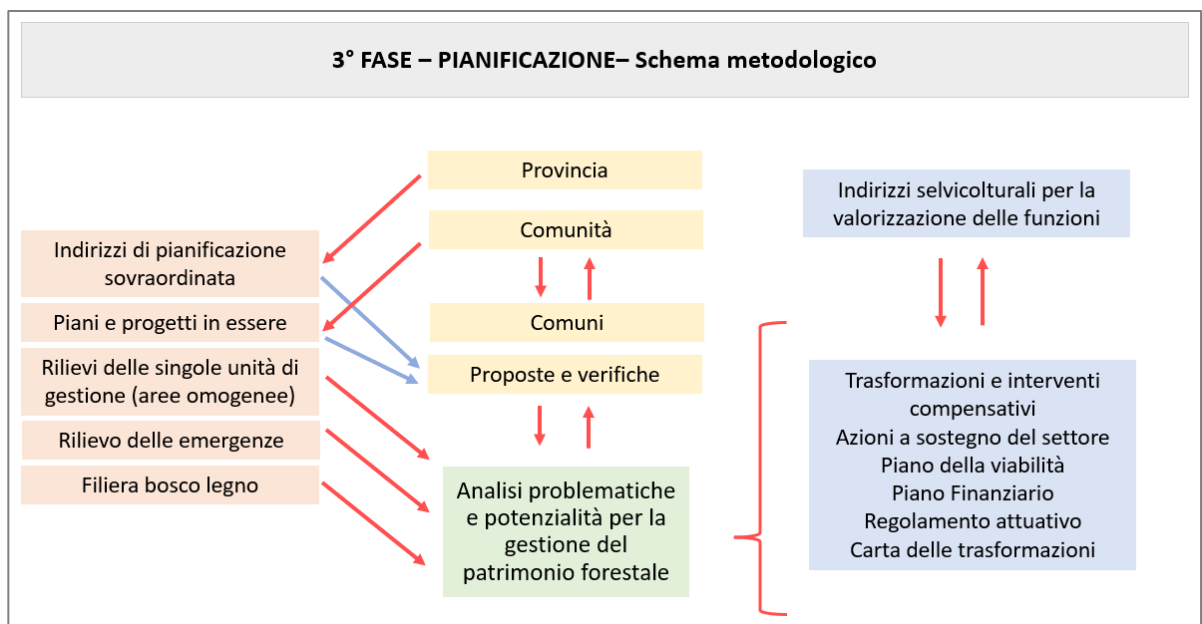 3° FASE – PIANIFICAZIONE– Schema metodologico
Provincia
Comunità
Comuni
Proposte e verifiche
Indirizzi di pianificazione
sovraordinata
Piani e progetti in essere
Rilievi delle singole unità di
gestione (aree omogenee)
Rilievo delle emergenze
Filiera bosco legno
Analisi problematiche
e potenzialità per la
gestione del
patrimonio forestale
Indirizzi selvicolturali per la
valorizzazione delle funzioni
Trasformazioni e interventi
compensativi
Azioni a sostegno del settore
Piano della viabilità
Piano Finanziario
Regolamento attuativo
Carta delle trasformazioni